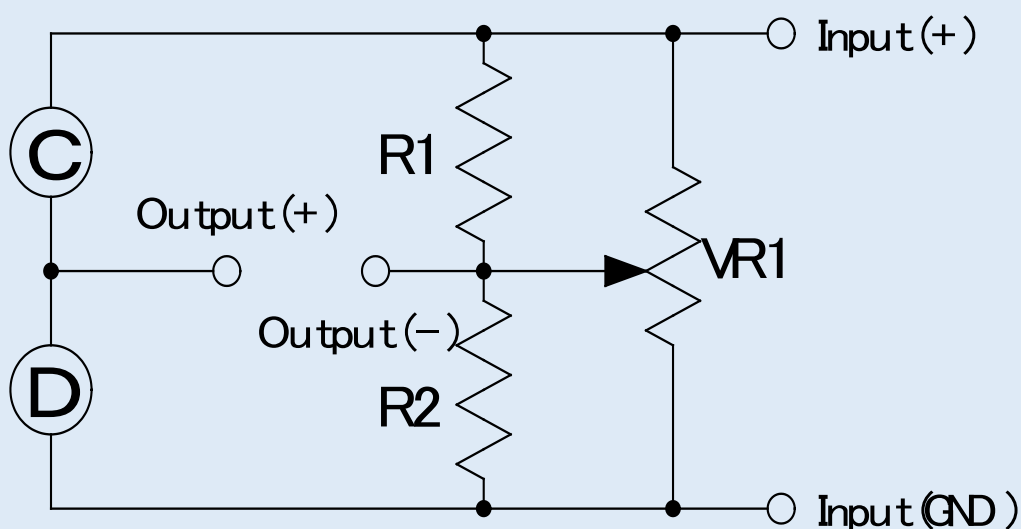 Input(+)
C
R1
Output(+)
VR1
Output(-)
D
R2
Input(GND)